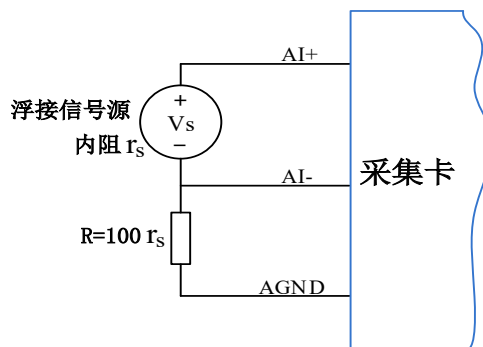 AI+
浮接信号源
内阻 rs
+
Vs
−
AI-
采集卡
R=100 rs
AGND